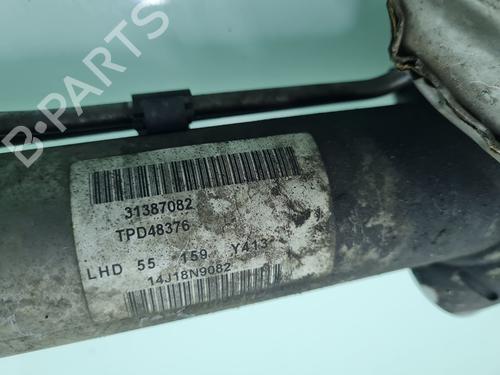 B-PARTS
31387082
TPD48376
LHD 55 159 Y413
14J18N9082